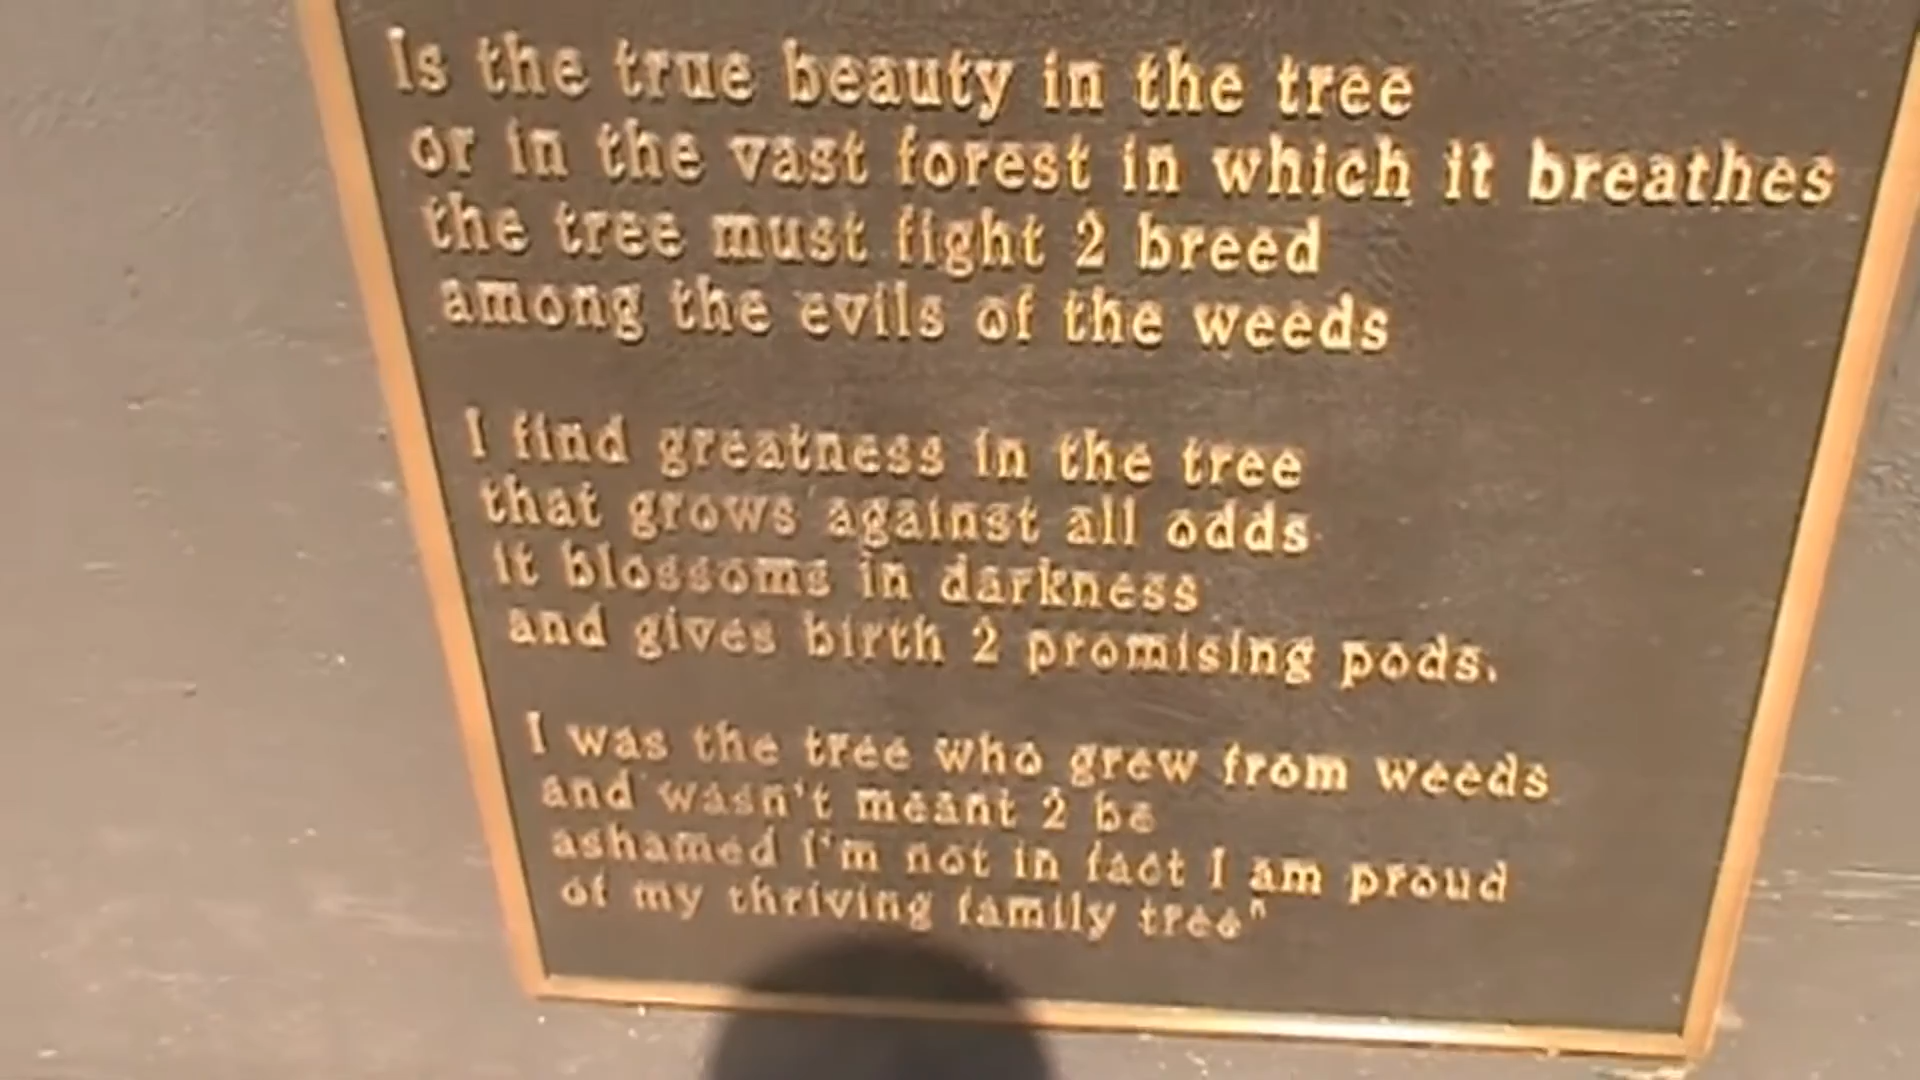 Is the true beauty in the tree
or in the vast forest in which it breathes
the tree must fight 2 breed
among the evils of the weeds
I find greatness in the tree
that grows against all odds
it blossoms in darkness
and gives birth 2 promising pods.
I was the tree who grew from weeds
and wasn't meant 2 be
ashamed I'm not in fact I am proud
of my thriving family tree"